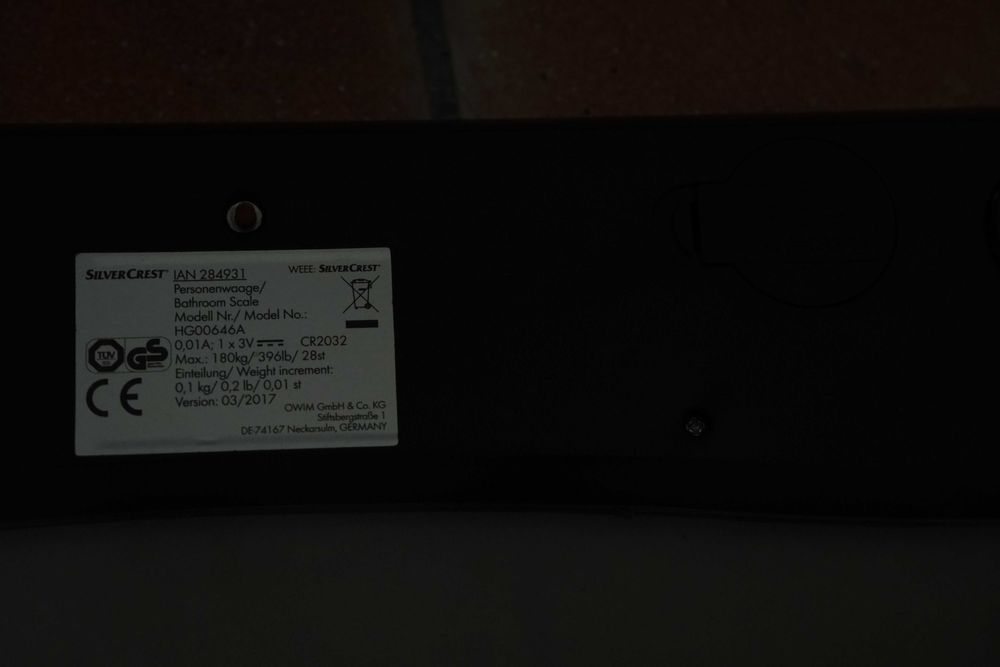 SILVERCREST® IAN 284931 WEEE: SILVERCREST®
Personenwaage/
Bathroom Scale
Modell Nr./ Model No.:
HG00646A
0,01A; 1 x 3V CR2032
Max.: 180kg/ 396lb/ 28st
Einteilung/ Weight increment:
0,1 kg/ 0,2 lb/ 0,01 st
Version: 03/2017
TÜV
GS
CE
OWIM GmbH & Co. KG
Stiftsbergstraße 1
DE-74167 Neckarsulm, GERMANY